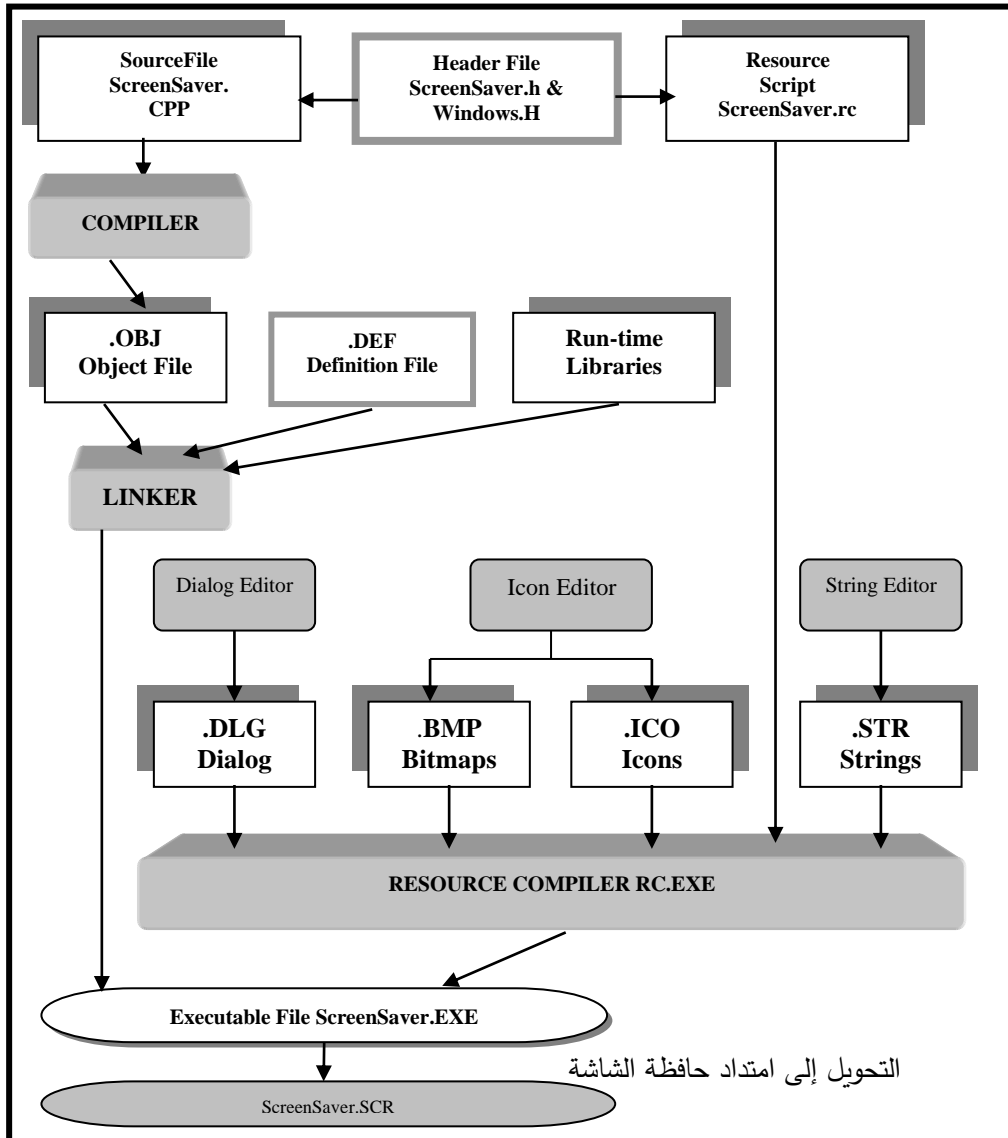 SourceFile
ScreenSaver.
CPP
Header File
ScreenSaver.h &
Windows.H
Resource
Script
ScreenSaver.rc
COMPILER
.OBJ
Object File
.DEF
Definition File
Run-time
Libraries
LINKER
Dialog Editor
Icon Editor
String Editor
.DLG
Dialog
.BMP
Bitmaps
.ICO
Icons
.STR
Strings
RESOURCE COMPILER RC.EXE
Executable File ScreenSaver.EXE
التحويل إلى امتداد حافظة الشاشة
ScreenSaver.SCR